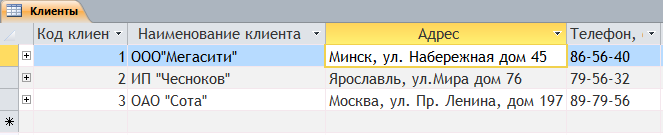 Клиенты
Код клиен Наименование клиента Адрес Телефон,
1 ООО"Мегасити" Минск, ул. Набережная дом 45 86-56-40
2 ИП "Чесноков" Ярославль, ул.Мира дом 76 79-56-32
3 ОАО "Сота" Москва, ул. Пр. Ленина, дом 197 89-79-56